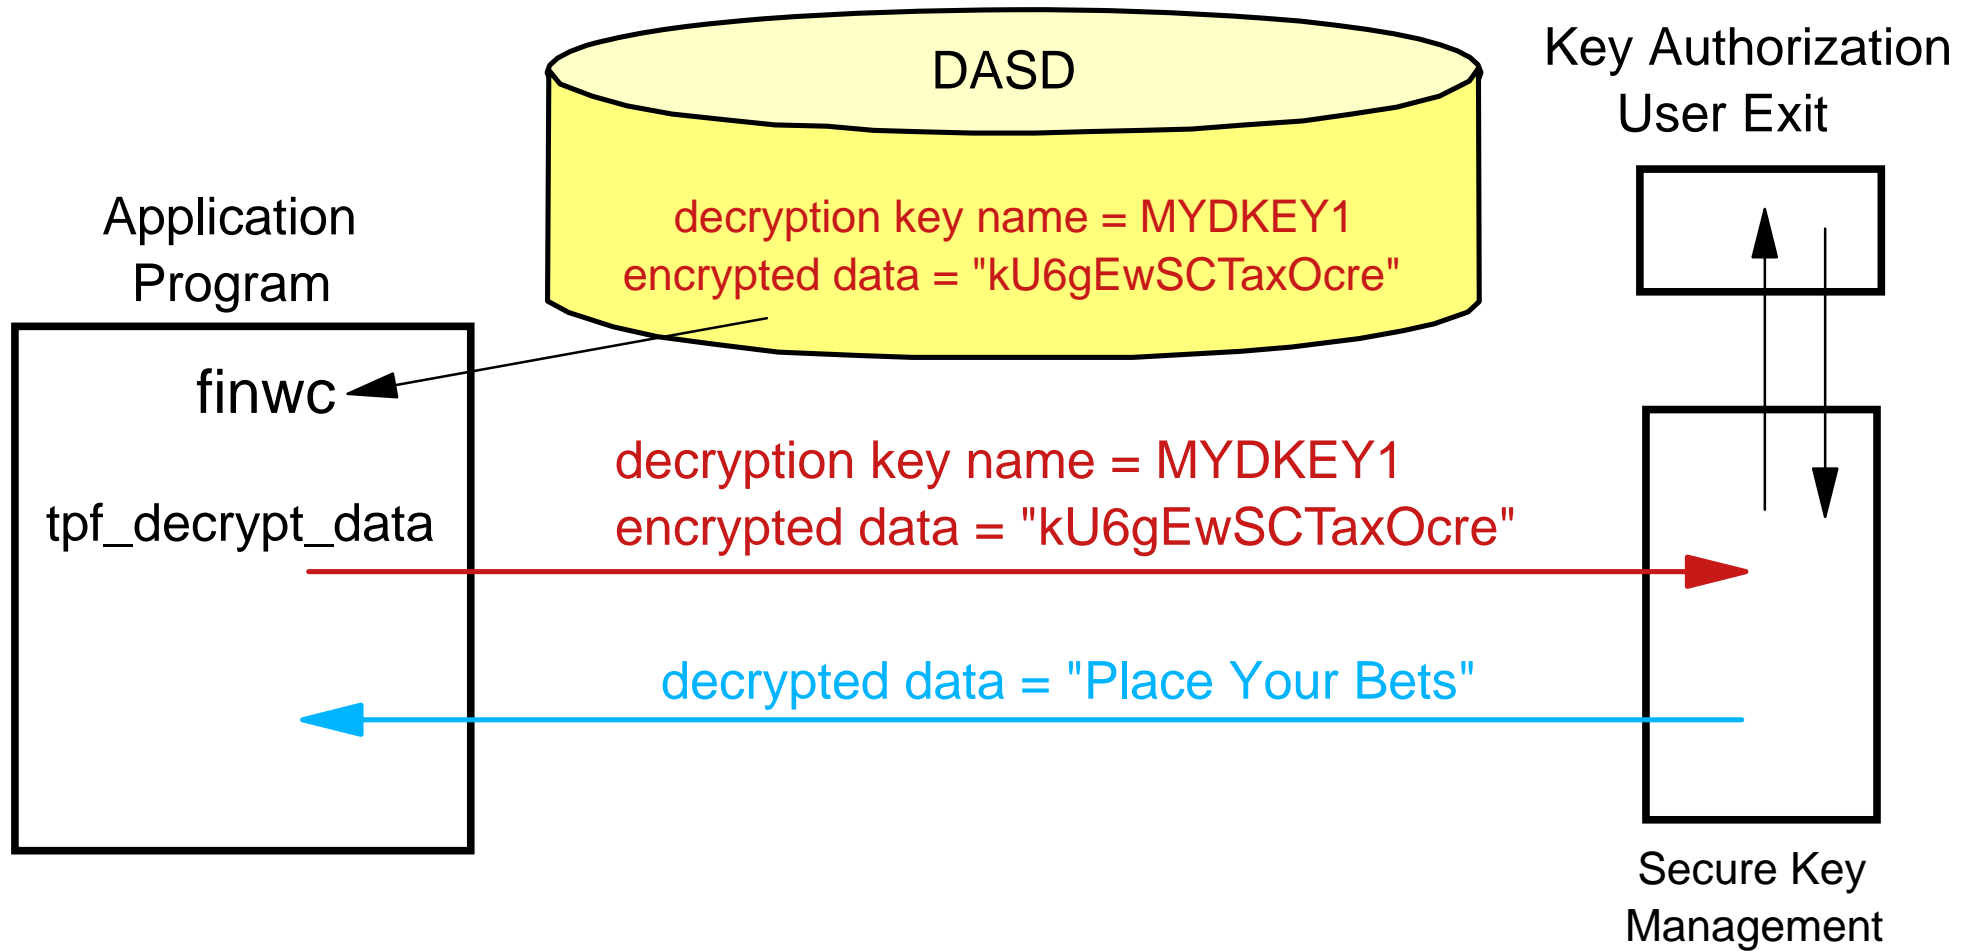 DASD
Key Authorization
User Exit
decryption key name = MYDKEY1
encrypted data = "kU6gEwSCTaxOcre"
Application
Program
finwc
decryption key name = MYDKEY1
encrypted data = "kU6gEwSCTaxOcre"
tpf_decrypt_data
decrypted data = "Place Your Bets"
Secure Key
Management